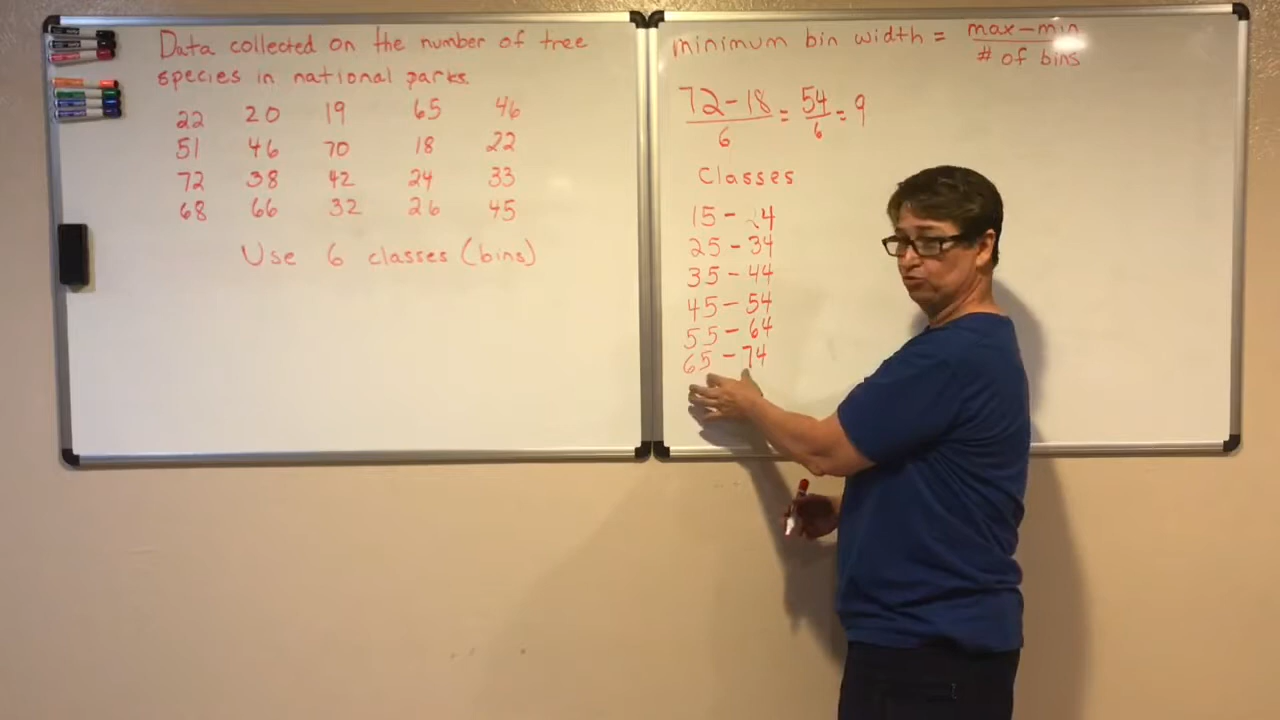 Data collected on the number of tree
species in national parks.
22 20 19 65 46
51 46 70 18 22
72 38 42 24 33
68 66 32 26 45
Use 6 classes (bins)
minimum bin width = max-min / # of bins
72-18 / 6 = 54 / 6 = 9
Classes
15 - 24
25 - 34
35 - 44
45 - 54
55 - 64
65 - 74